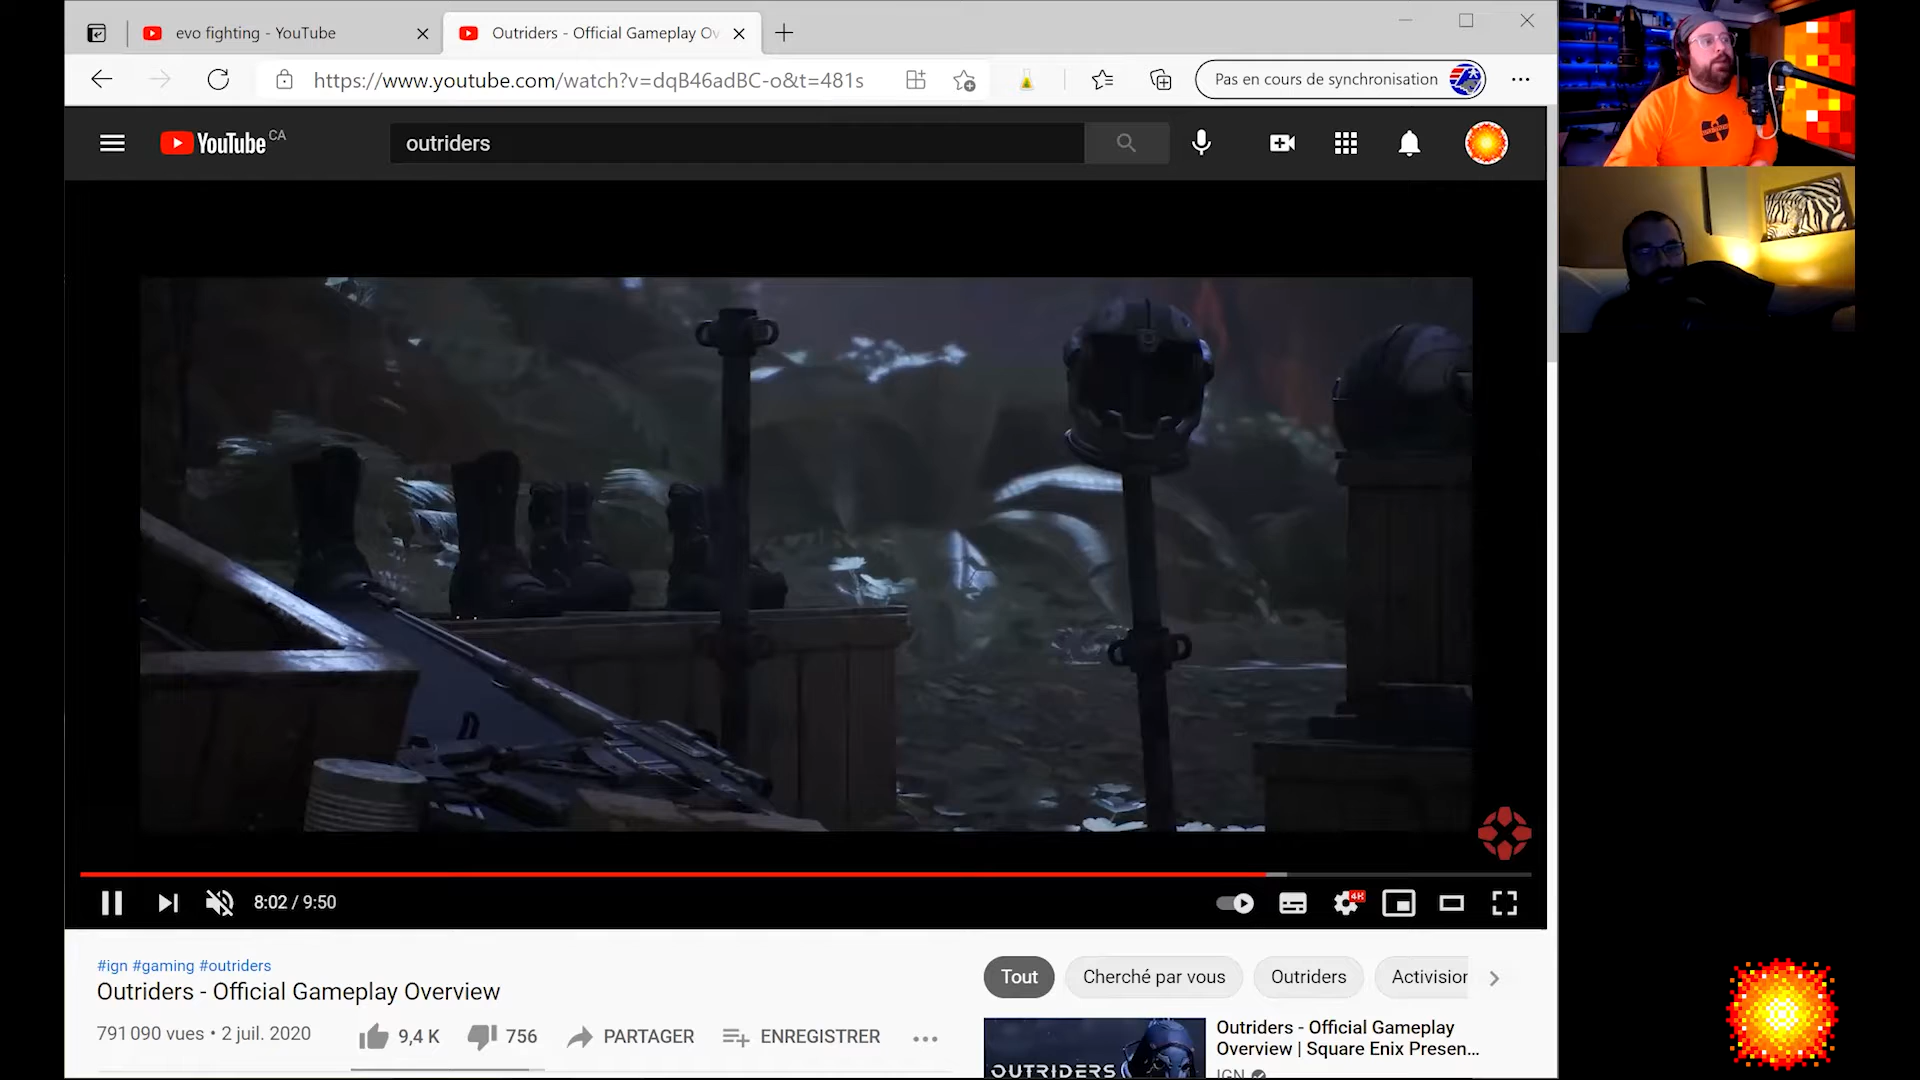 evo fighting - YouTube
Outriders - Official Gameplay Ov
https://www.youtube.com/watch?v=dqB46adBC-o&t=481s
Pas en cours de synchronisation
YouTube CA
outriders
8:02 / 9:50
4K
#ign #gaming #outriders
Outriders - Official Gameplay Overview
791 090 vues • 2 juil. 2020
9,4 K
756
PARTAGER
ENREGISTRER
Tout
Cherché par vous
Outriders
Activision
OUTRIDERS
Outriders - Official Gameplay
Overview | Square Enix Presen...
IGN